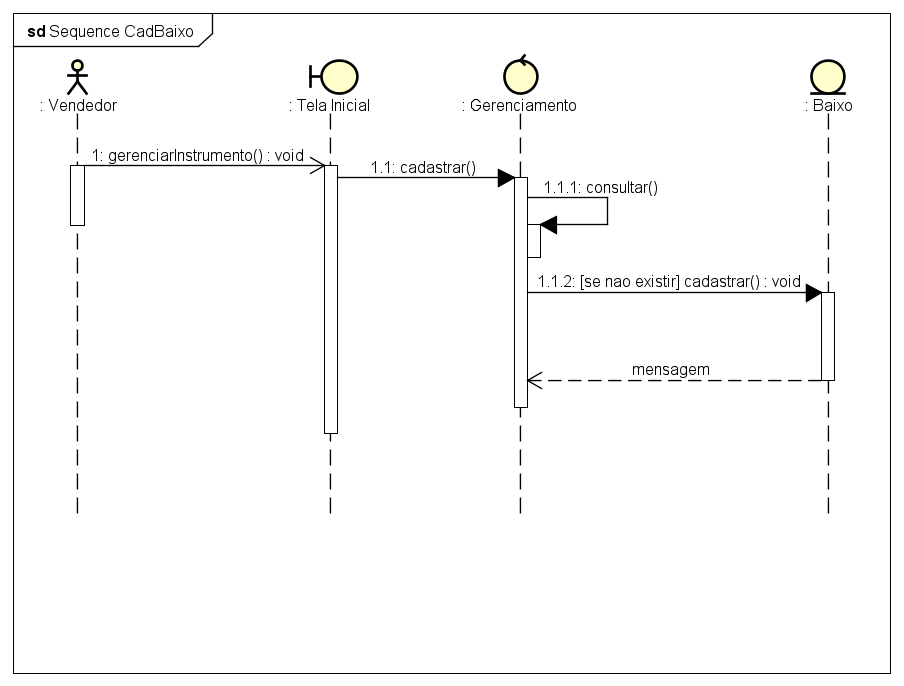 sd Sequence CadBaixo
: Vendedor
: Tela Inicial
: Gerenciamento
: Baixo
1: gerenciarInstrumento() : void
1.1: cadastrar()
1.1.1: consultar()
1.1.2: [se nao existir] cadastrar() : void
mensagem